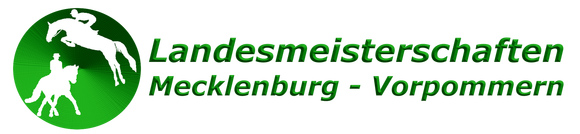 Landesmeisterschaften
Mecklenburg - Vorpommern